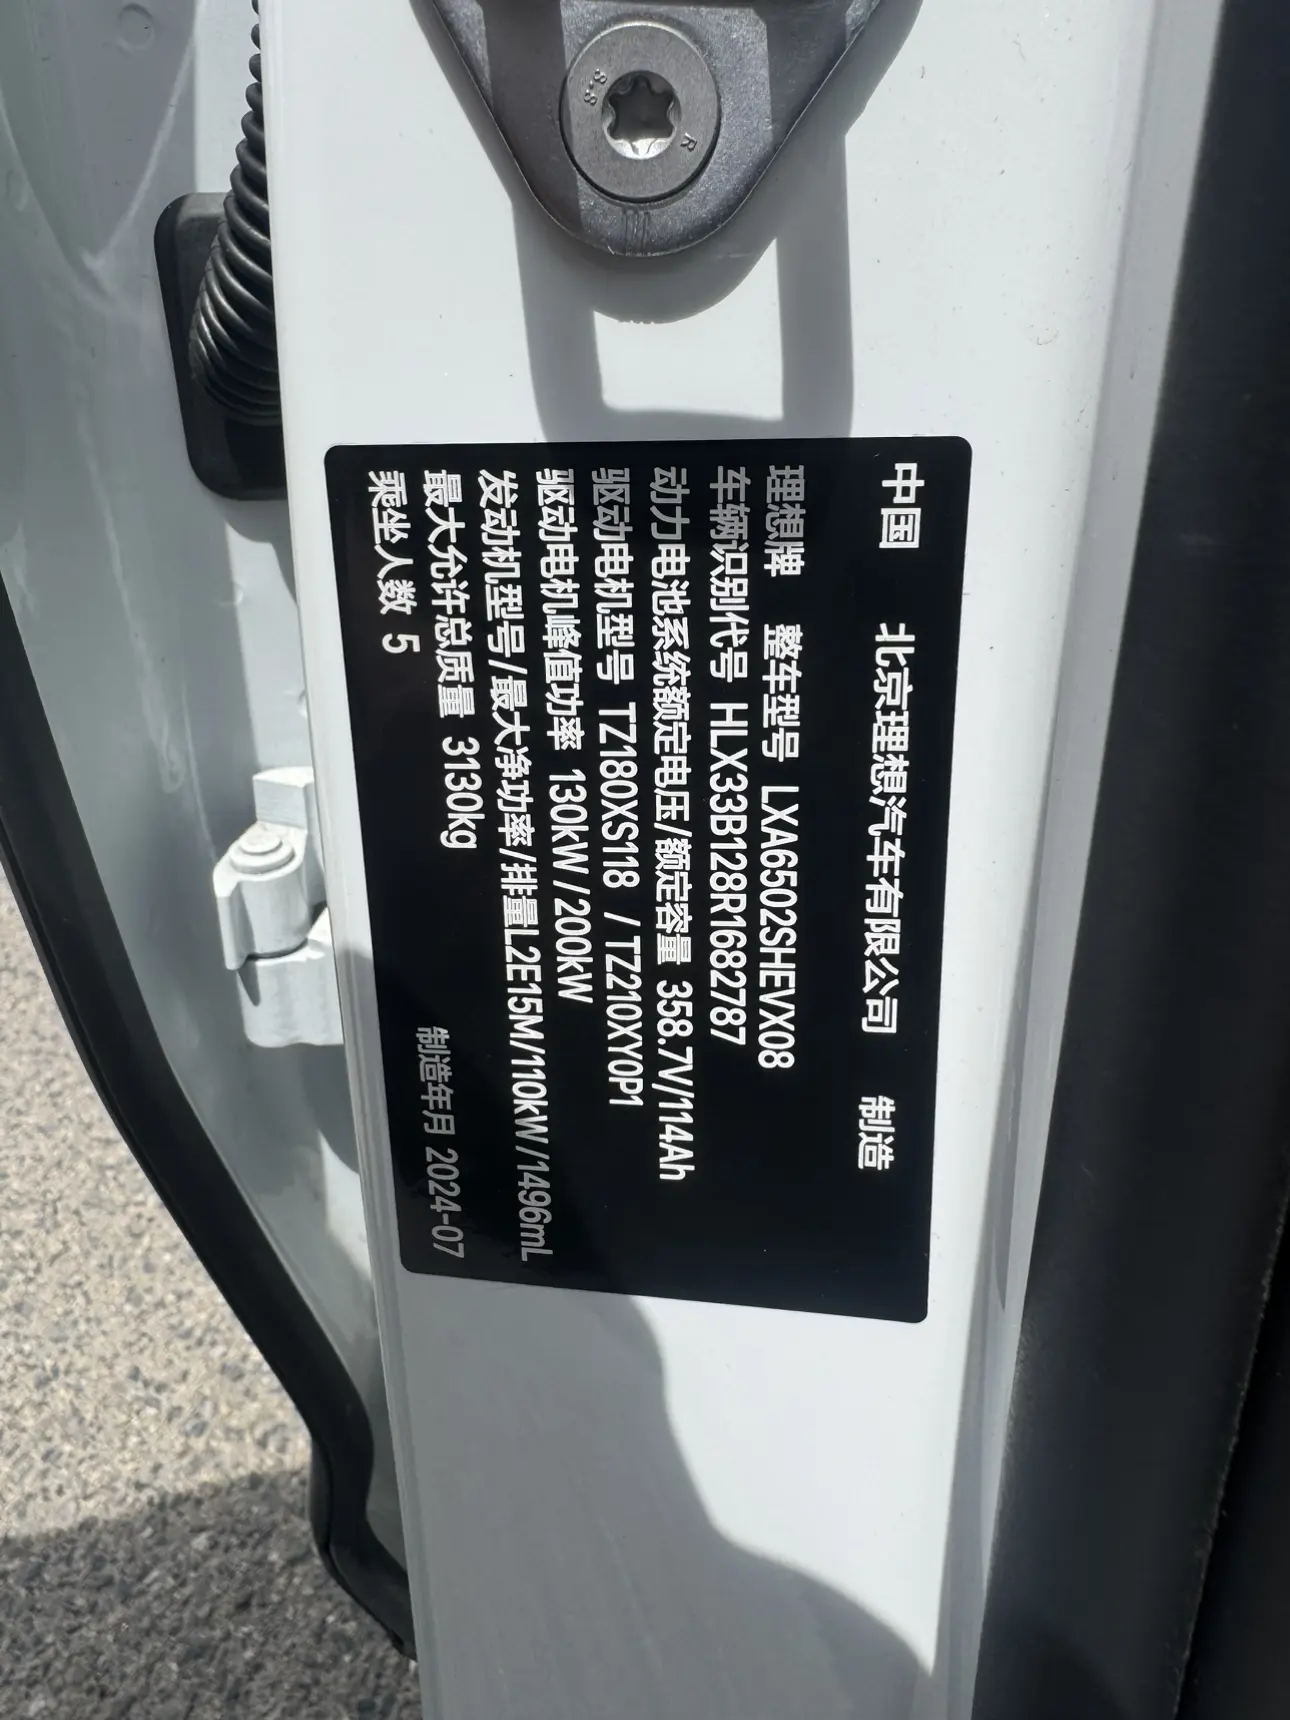 8.8
R
中国 北京理想汽车有限公司 制造
理想牌 整车型号 LXA6502SHEVX08
车辆识别代号 HLX33B128R1682787
动力电池系统额定电压/额定容量 358.7V/114Ah
驱动电机型号 TZ180XS118 /TZ210XY0P1
驱动电机峰值功率 130kW/200kW
发动机型号/最大净功率/排量L2E15M/110kW/1496mL
最大允许总质量 3130kg
乘坐人数 5 制造年月 2024-07